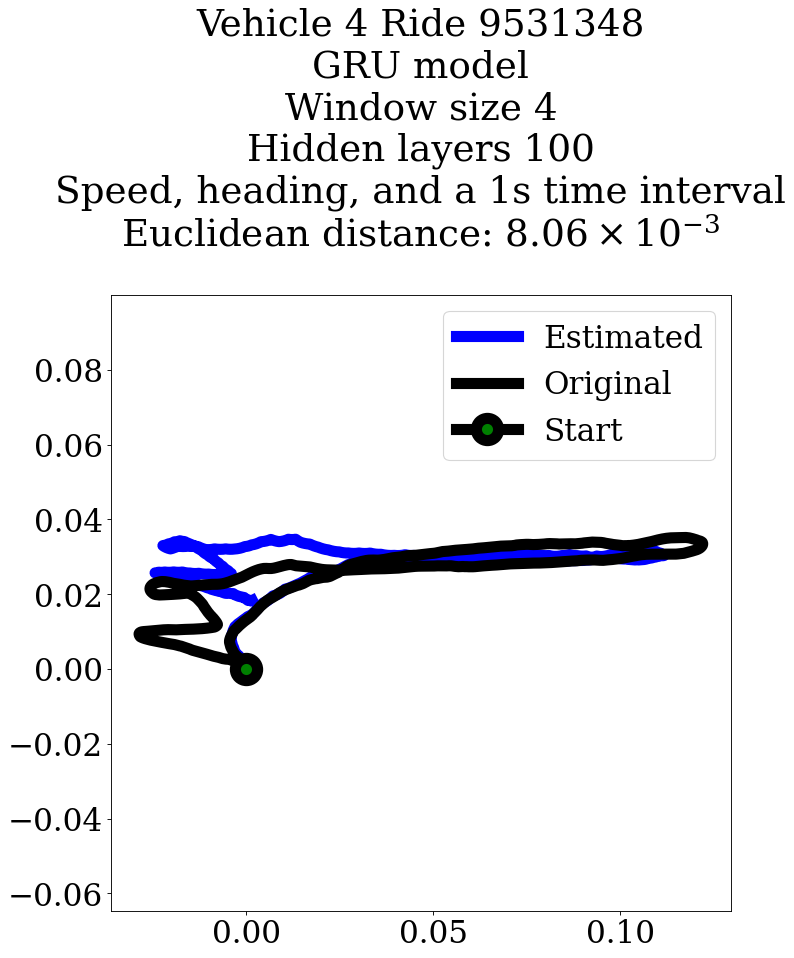 Vehicle 4 Ride 9531348
GRU model
Window size 4
Hidden layers 100
Speed, heading, and a 1s time interval
Euclidean distance: 8.06 × 10⁻³
Estimated
Original
Start
0.08
0.06
0.04
0.02
0.00
−0.02
−0.04
−0.06
0.00 0.05 0.10